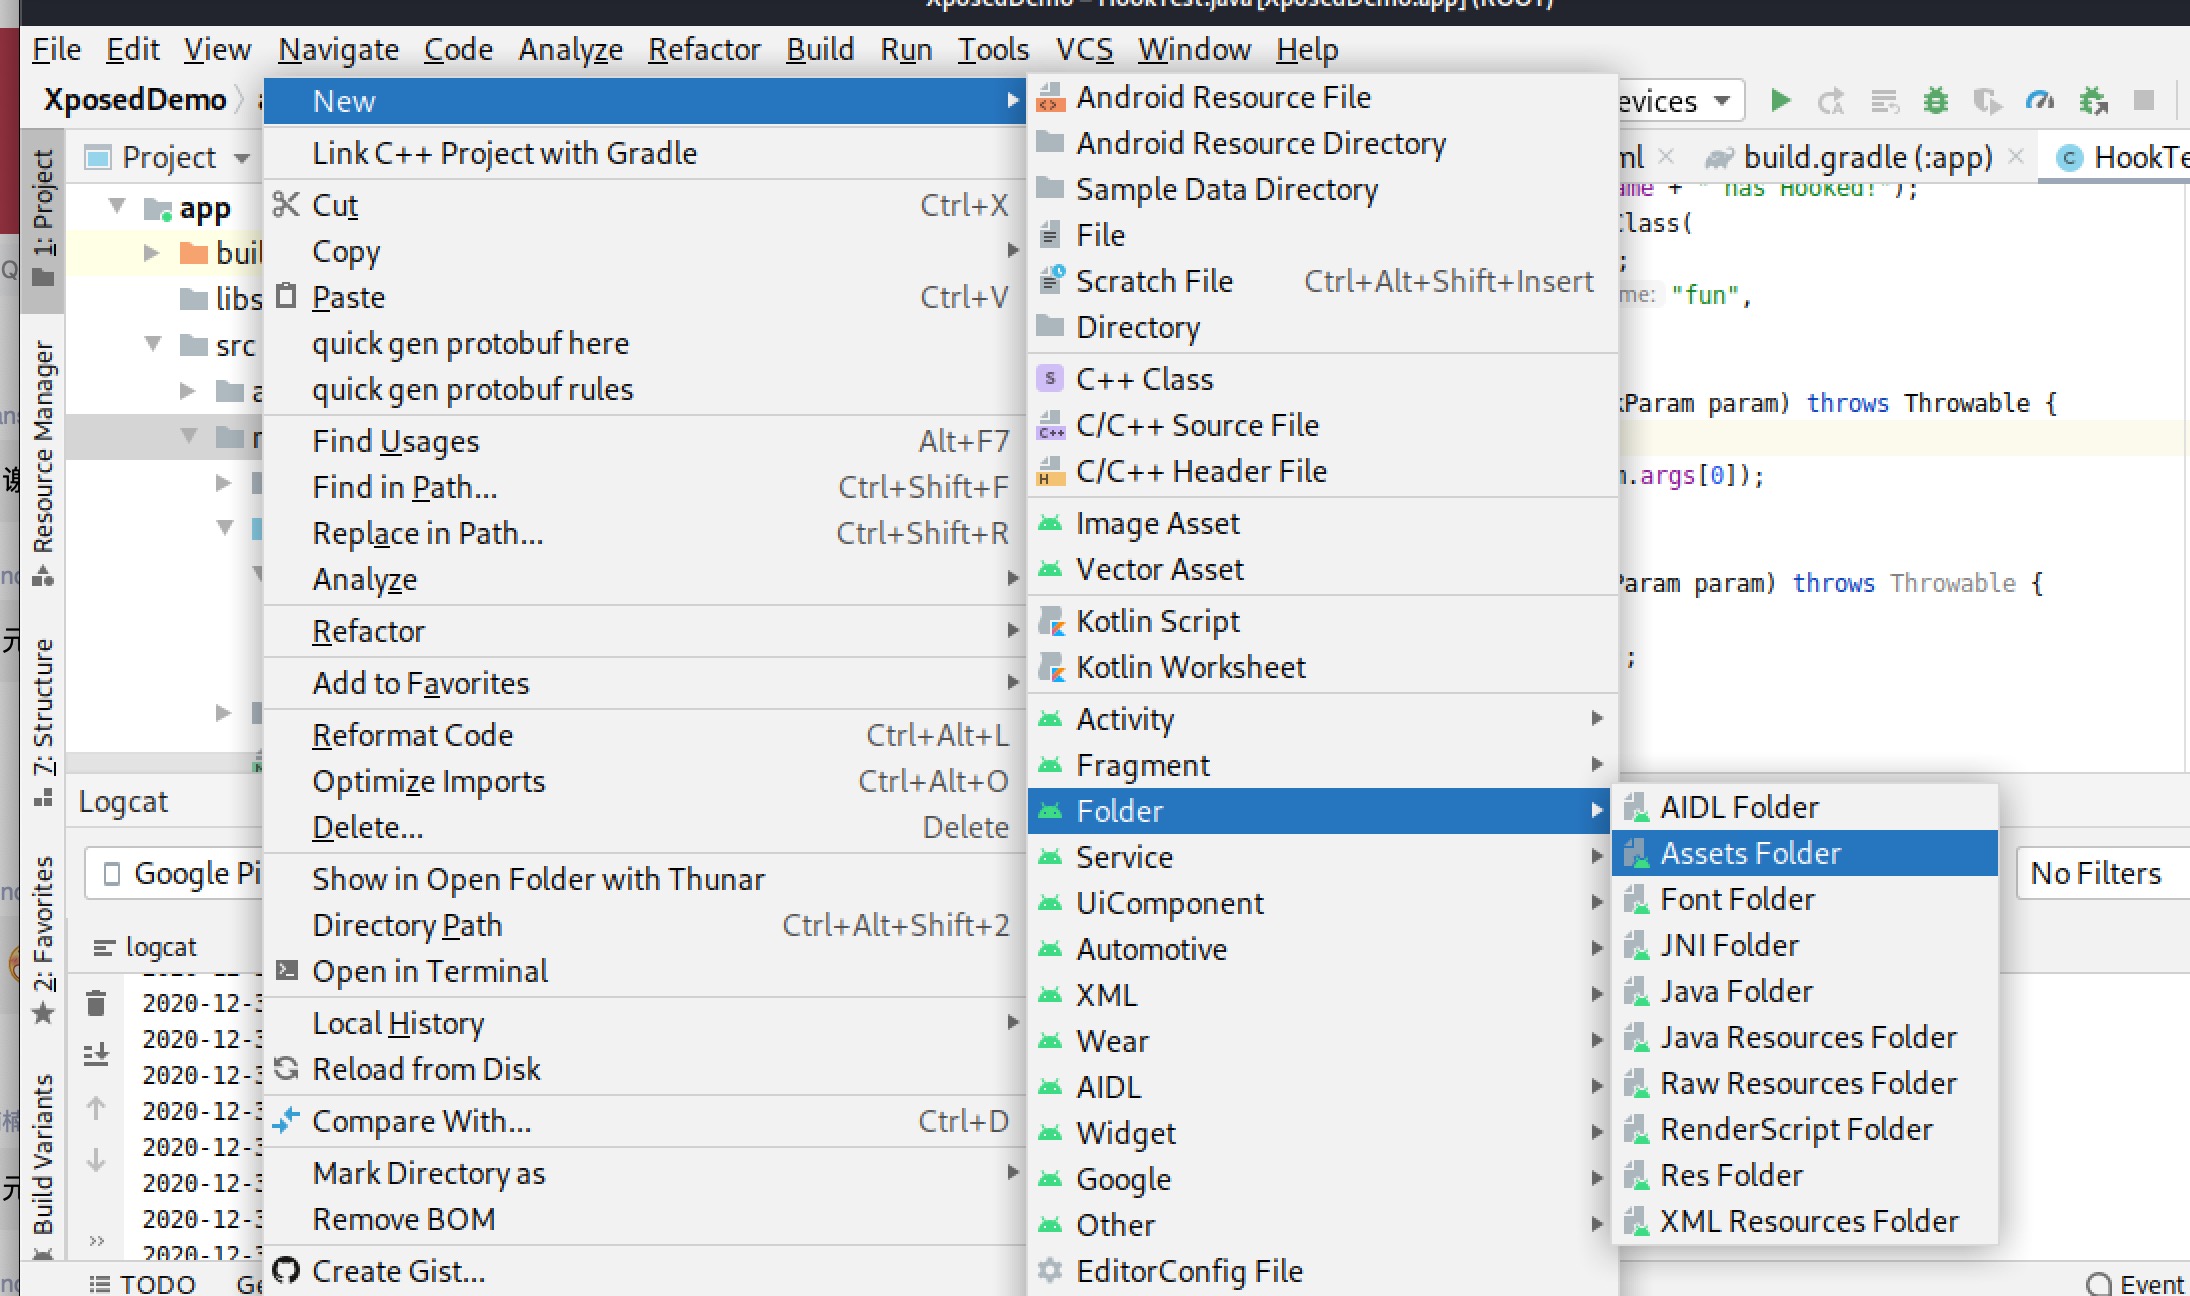 File Edit View Navigate Code Analyze Refactor Build Run Tools VCS Window Help
XposedDemo
evices
1: Project
Resource Manager
7: Structure
2: Favorites
Build Variants
Project
app
buil
libs
src
New
Link C++ Project with Gradle
Cut Ctrl+X
Copy
Paste Ctrl+V
quick gen protobuf here
quick gen protobuf rules
Find Usages Alt+F7
Find in Path... Ctrl+Shift+F
Replace in Path... Ctrl+Shift+R
Analyze
Refactor
Add to Favorites
Reformat Code Ctrl+Alt+L
Optimize Imports Ctrl+Alt+O
Delete... Delete
Show in Open Folder with Thunar
Directory Path Ctrl+Alt+Shift+2
Open in Terminal
Local History
Reload from Disk
Compare With... Ctrl+D
Mark Directory as
Remove BOM
Create Gist...
Android Resource File
Android Resource Directory
Sample Data Directory
File
Scratch File Ctrl+Alt+Shift+Insert
Directory
C++ Class
C/C++ Source File
C/C++ Header File
Image Asset
Vector Asset
Kotlin Script
Kotlin Worksheet
Activity
Fragment
Folder
Service
UiComponent
Automotive
XML
Wear
AIDL
Widget
Google
Other
EditorConfig File
AIDL Folder
Assets Folder
Font Folder
JNI Folder
Java Folder
Java Resources Folder
Raw Resources Folder
RenderScript Folder
Res Folder
XML Resources Folder
ml build.gradle (:app) HookTe
ame + " has Hooked!");
Class(
;
me: "fun",
kParam param) throws Throwable {
.args[0]);
Param param) throws Throwable {
;
Logcat
Google Pi
No Filters
logcat
2020-12-3
2020-12-3
2020-12-3
2020-12-3
2020-12-3
2020-12-3
2020-12-3
2020-12-3
TODO
Event